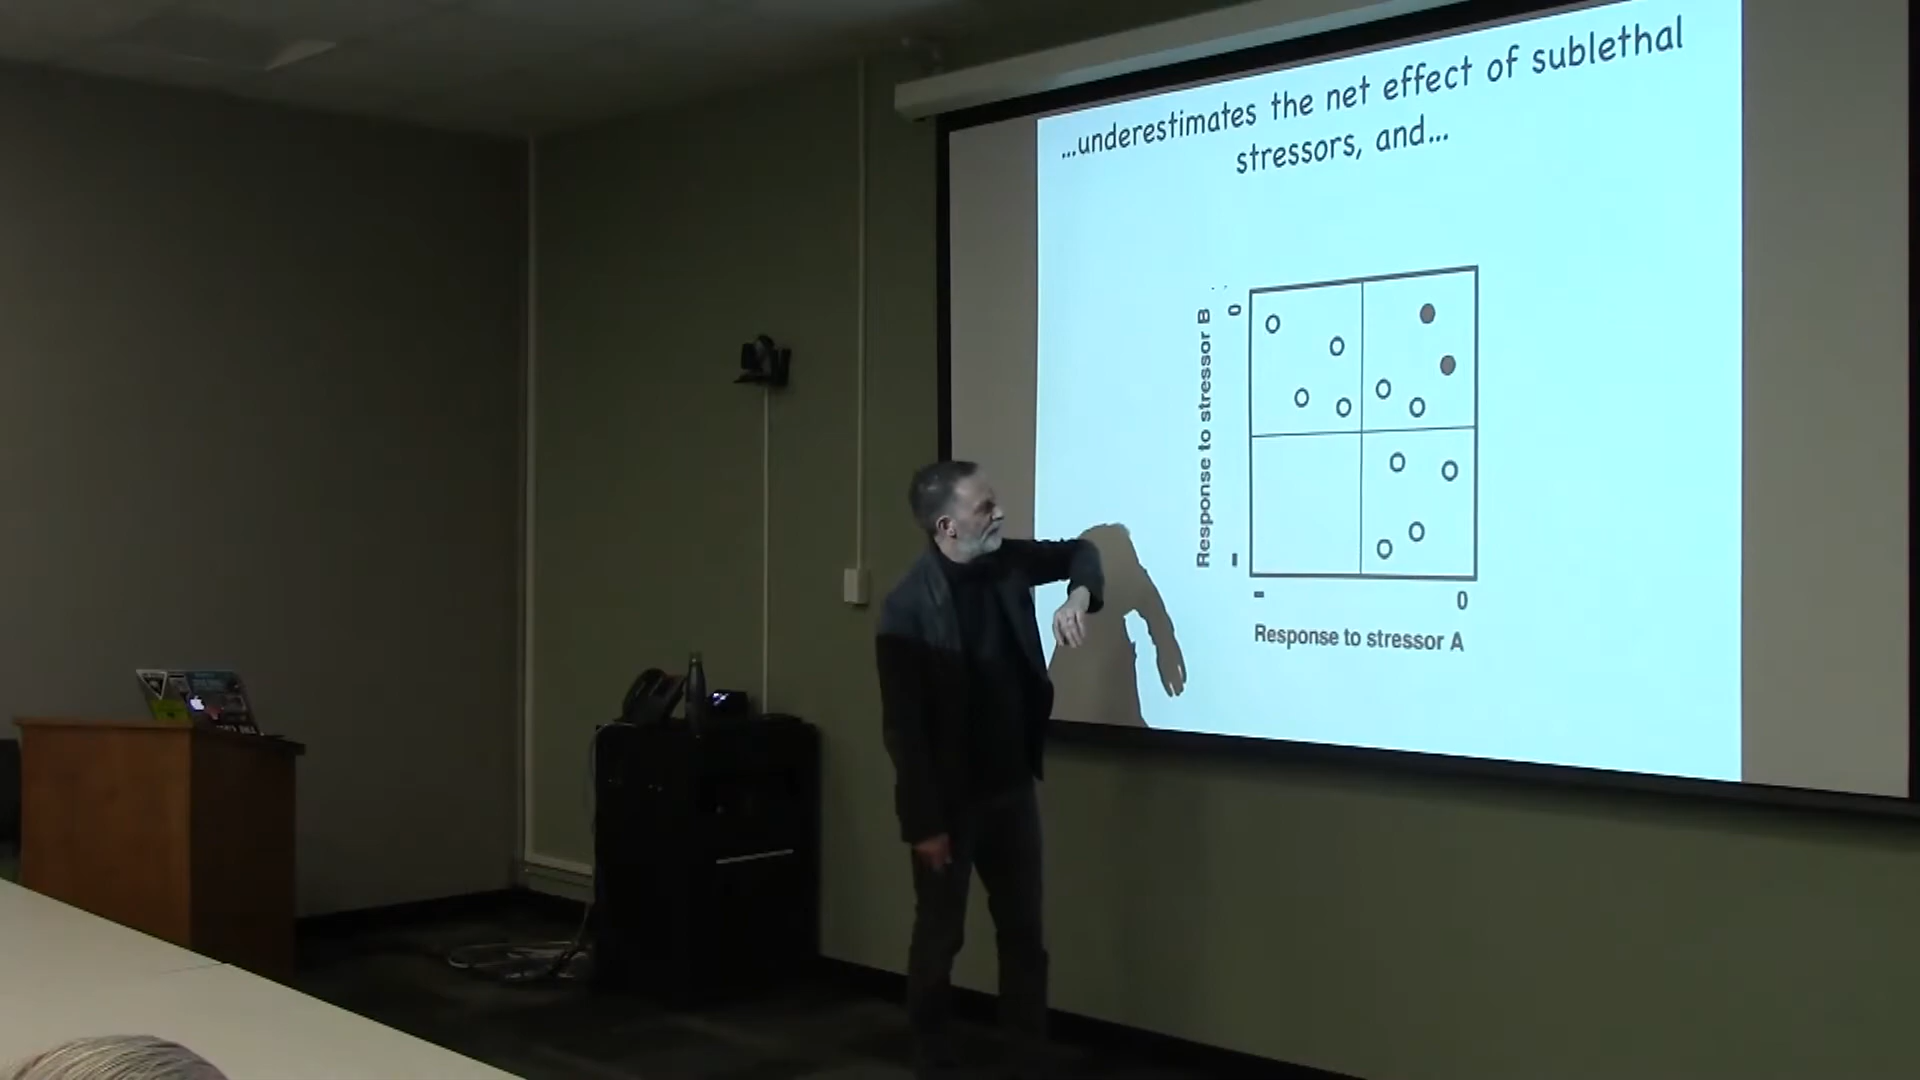 ...underestimates the net effect of sublethal
stressors, and...
Response to stressor B
0
-
-
0
Response to stressor A